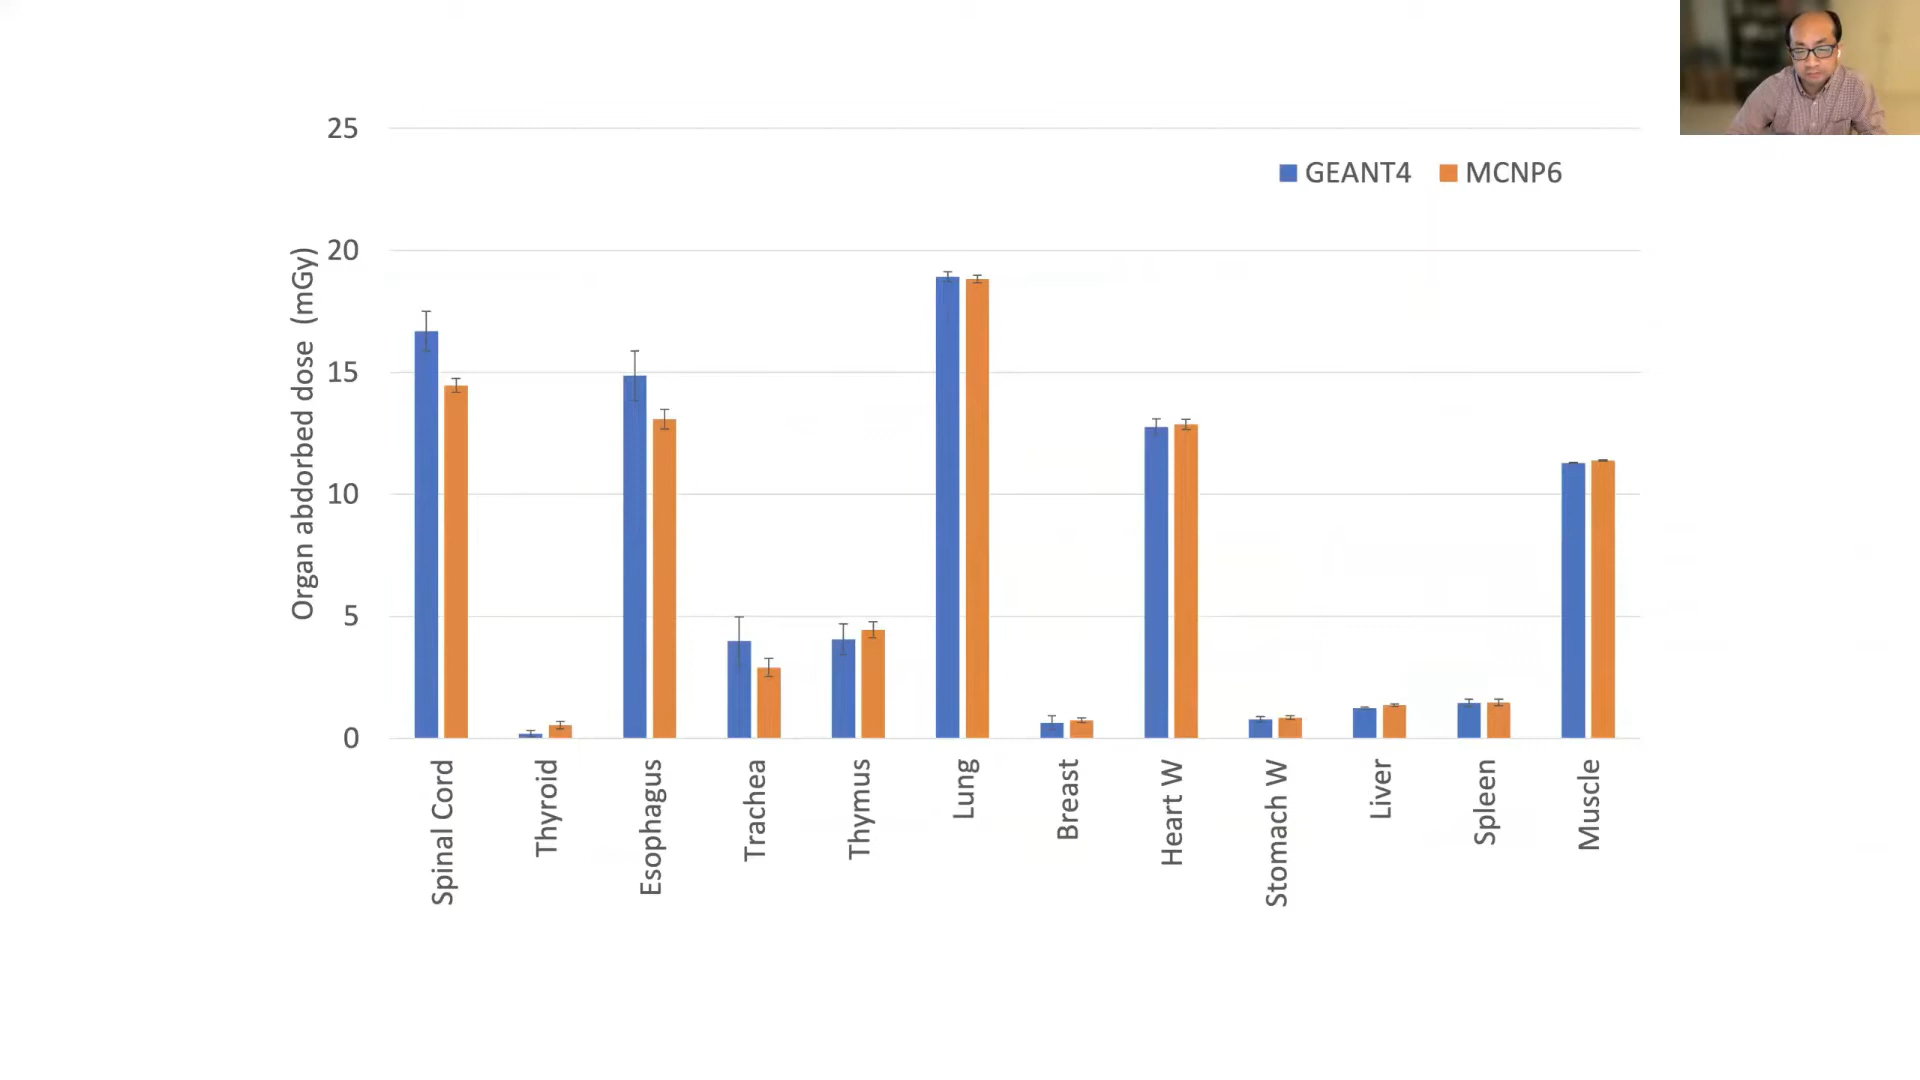 25
GEANT4 MCNP6
20
15
10
5
0
Organ abdorbed dose (mGy)
Spinal Cord
Thyroid
Esophagus
Trachea
Thymus
Lung
Breast
Heart W
Stomach W
Liver
Spleen
Muscle